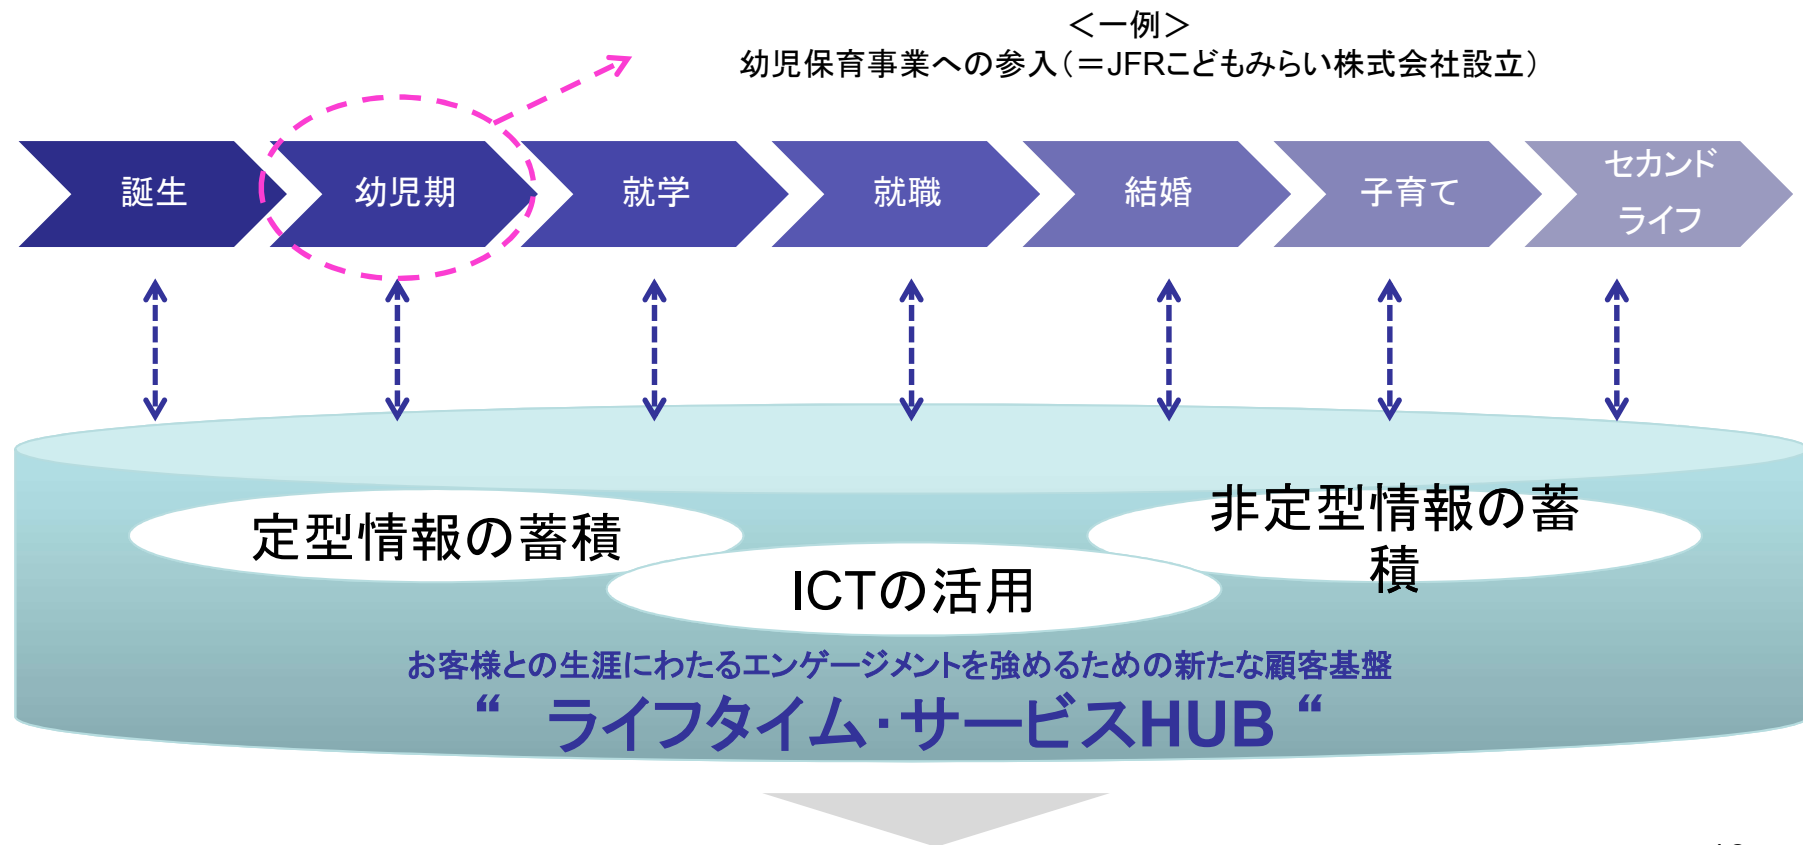 ＜一例＞
幼児保育事業への参入（＝JFRこどもみらい株式会社設立）
誕生
幼児期
就学
就職
結婚
子育て
セカンド
ライフ
定型情報の蓄積
非定型情報の蓄
積
ICTの活用
お客様との生涯にわたるエンゲージメントを強めるための新たな顧客基盤
“ ライフタイム・サービスHUB “